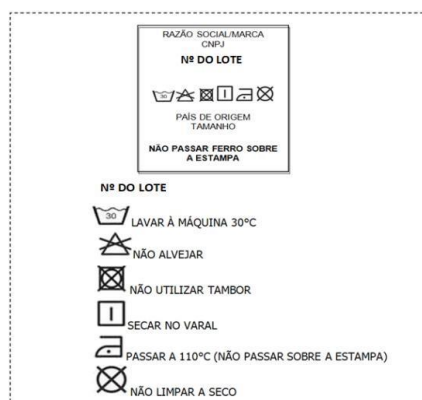 RAZÃO SOCIAL/MARCA
CNPJ
Nº DO LOTE
30
PAÍS DE ORIGEM
TAMANHO
NÃO PASSAR FERRO SOBRE
A ESTAMPA
Nº DO LOTE
30 LAVAR À MÁQUINA 30°C
NÃO ALVEJAR
NÃO UTILIZAR TAMBOR
SECAR NO VARAL
PASSAR A 110°C (NÃO PASSAR SOBRE A ESTAMPA)
NÃO LIMPAR A SECO